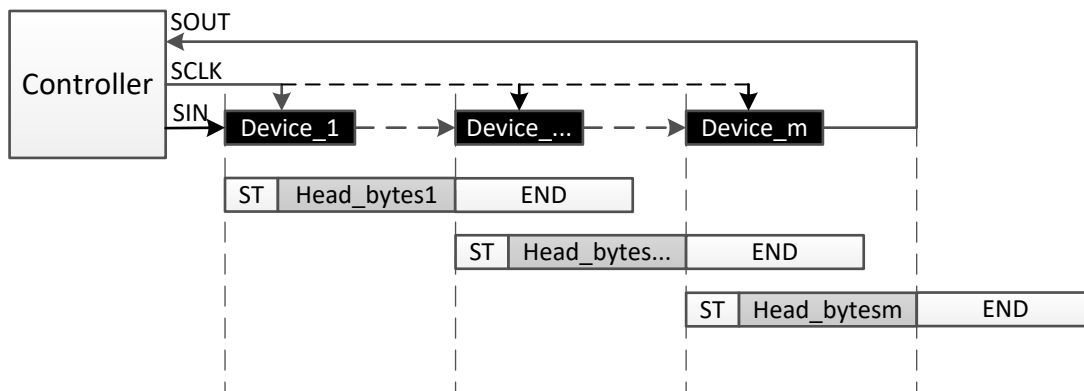 SOUT
Controller
SCLK
SIN
Device_1
Device_...
Device_m
ST Head_bytes1 END
ST Head_bytes... END
ST Head_bytesm END